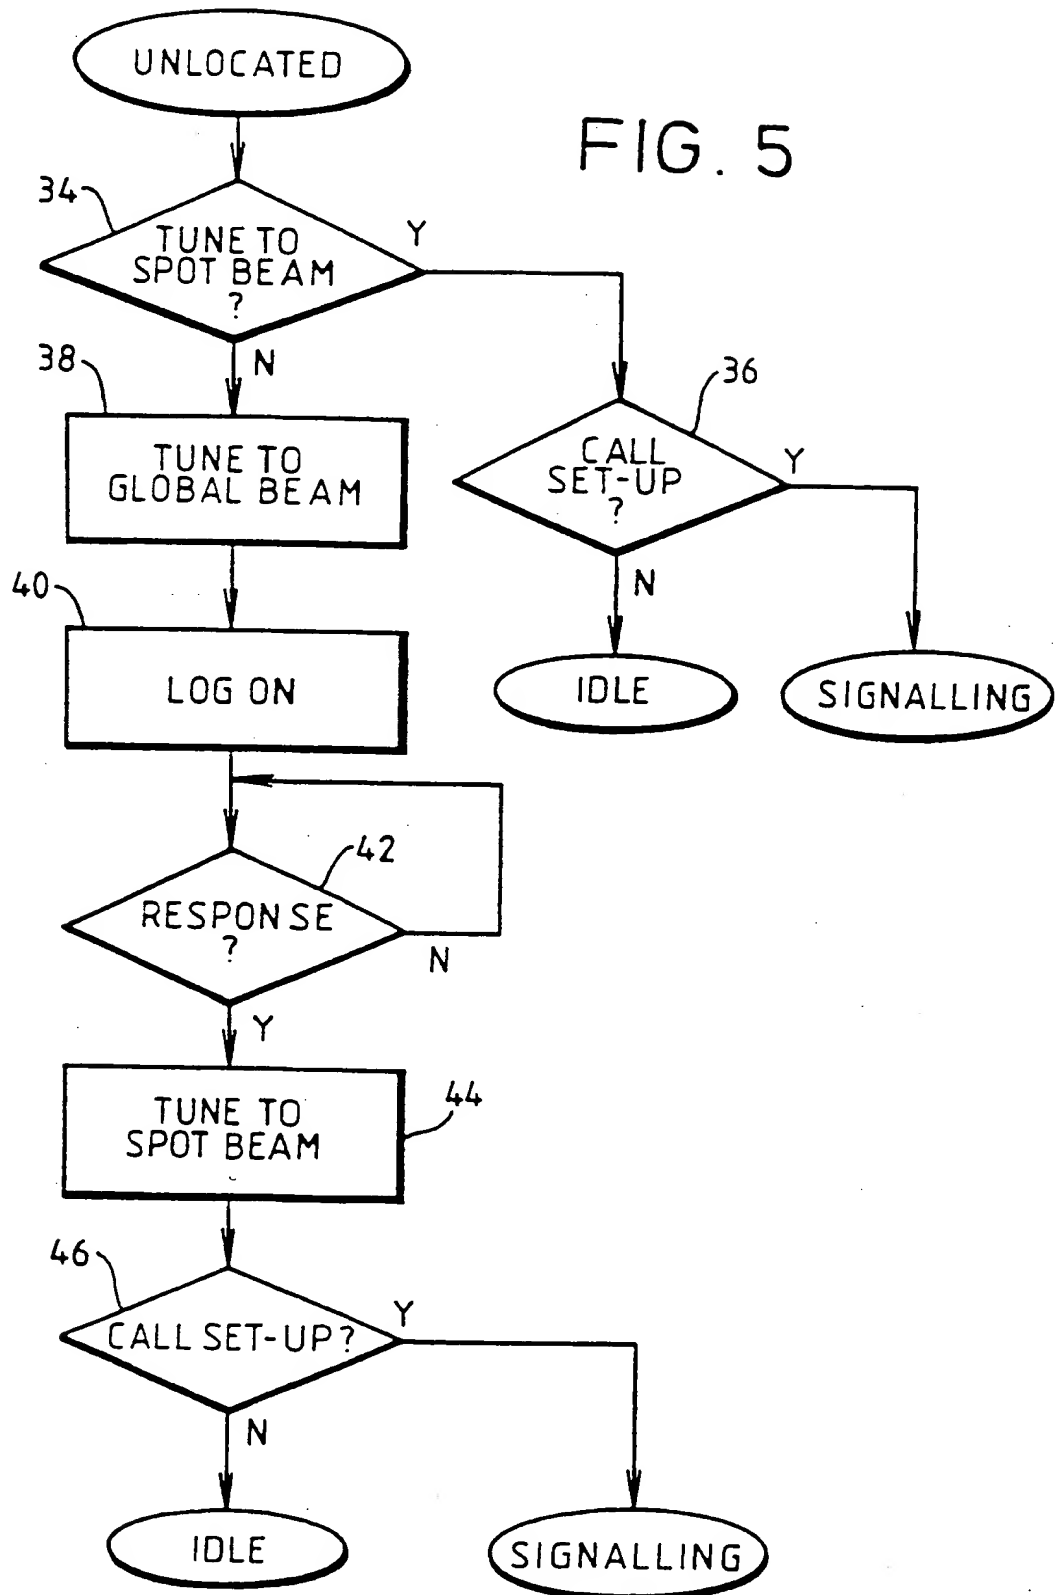 UNLOCATED
FIG. 5
34
TUNE TO
SPOT BEAM
?
Y
N
38
TUNE TO
GLOBAL BEAM
36
CALL
SET-UP
?
Y
N
40
LOG ON
IDLE
SIGNALLING
42
RESPONSE
?
N
Y
44
TUNE TO
SPOT BEAM
46
CALL SET-UP?
Y
N
IDLE
SIGNALLING